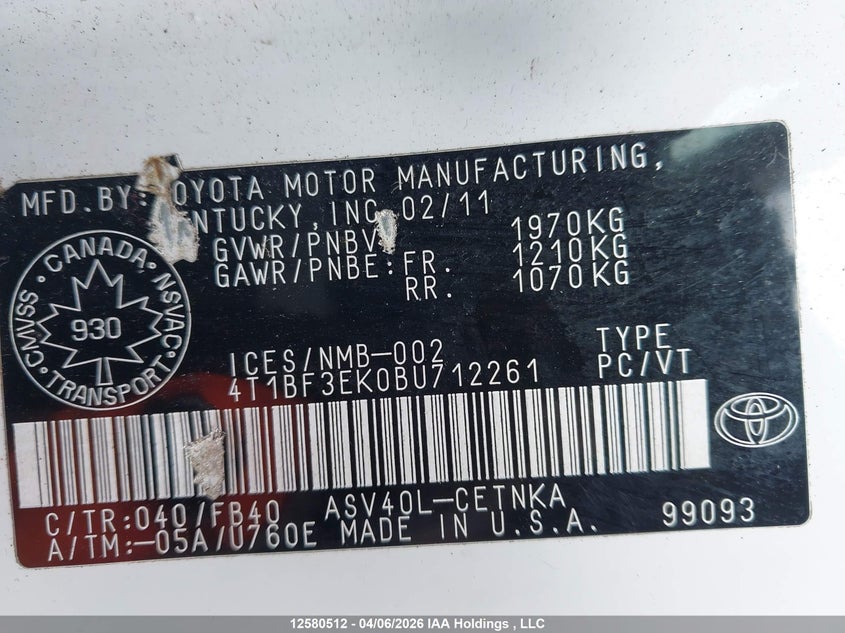 MFD.BY:TOYOTA MOTOR MANUFACTURING,
KENTUCKY,INC. 02/11
GVWR/PNBV: 1970KG
GAWR/PNBE:FR. 1210KG
RR. 1070KG
CANADA
930
TRANSPORT
CMVSS/NSVAC
ICES/NMB-002 TYPE
4T1BF3EK0BU712261 PC/VT
C/TR:040/FB40 ASV40L-CETNKA
A/TM:-05A/U760E MADE IN U.S.A. 99093
12580512 - 04/06/2026 IAA Holdings , LLC